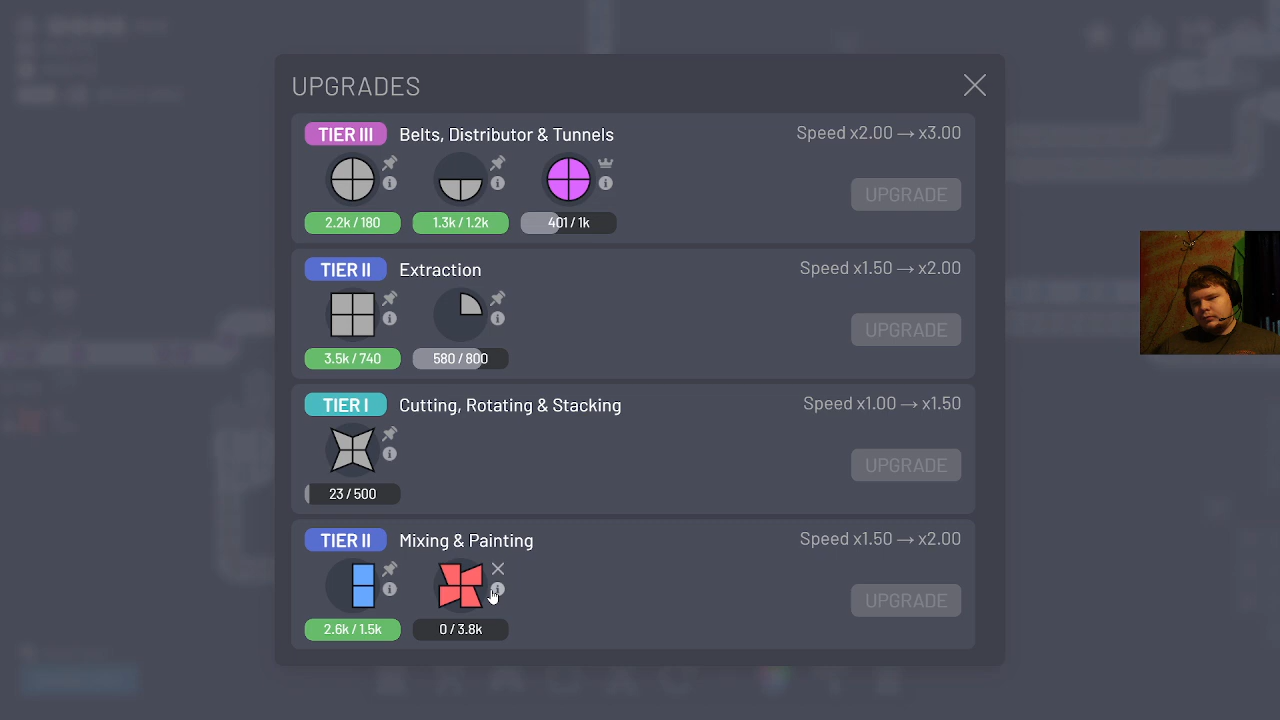 UPGRADES
TIER III Belts, Distributor & Tunnels Speed x2.00 → x3.00
2.2k / 180 1.3k / 1.2k 401 / 1k UPGRADE
TIER II Extraction Speed x1.50 → x2.00
3.5k / 740 580 / 800 UPGRADE
TIER I Cutting, Rotating & Stacking Speed x1.00 → x1.50
23 / 500 UPGRADE
TIER II Mixing & Painting Speed x1.50 → x2.00
2.6k / 1.5k 0 / 3.8k UPGRADE